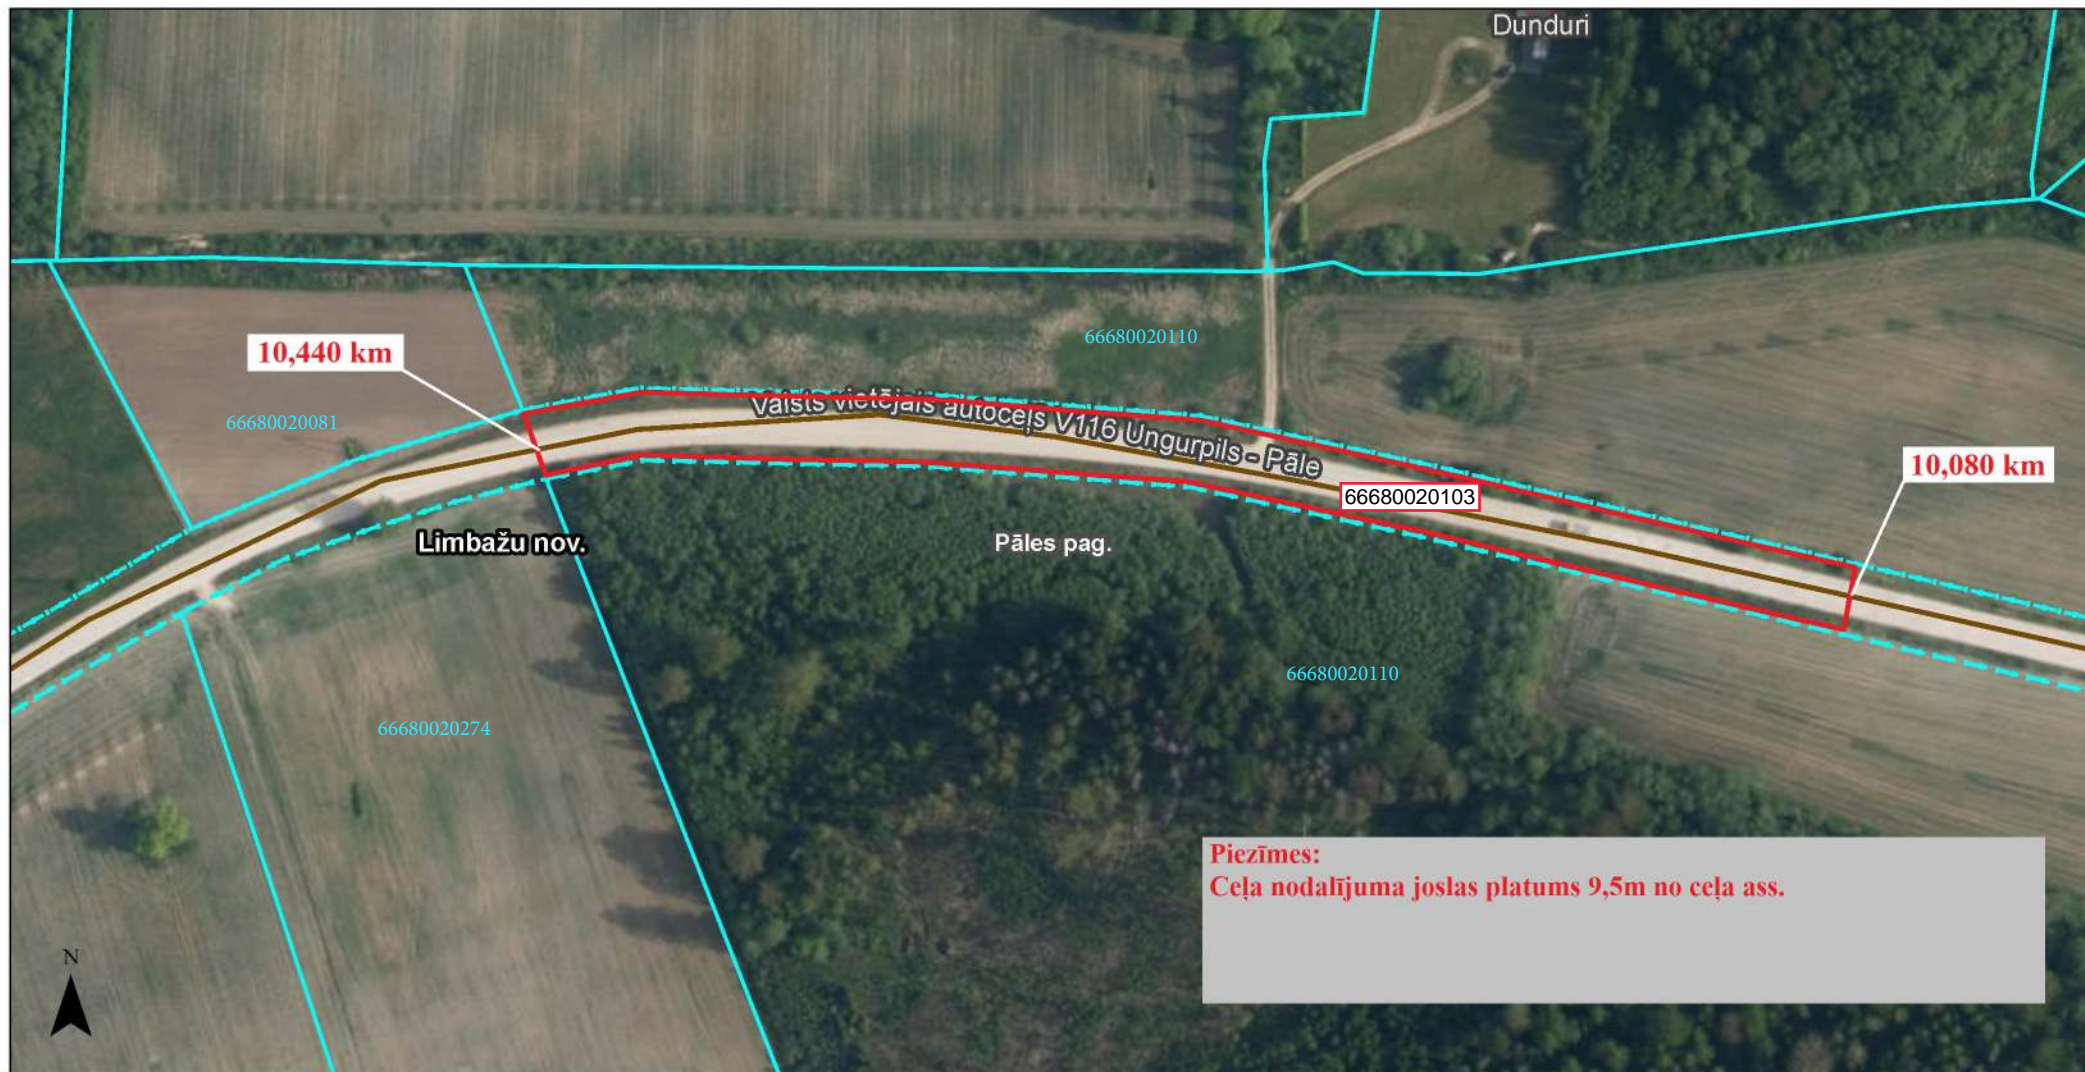 Dunduri
66680020110
10,440 km
Valsts vietējais autoceļš V116 Ungurpils - Pāle
66680020081
10,080 km
66680020103
Limbažu nov.
Pāles pag.
66680020110
66680020274
Piezīmes:
Ceļa nodalījuma joslas platums 9,5m no ceļa ass.
N